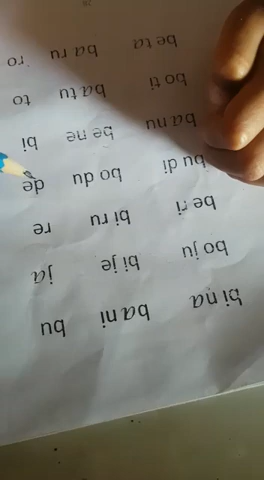 bi na ba ni bu
bo ju bi je ja
be ri bi ru re
bu di bo du de
ba nu be ne bi
bo ti ba tu to
be ta ba ru ro